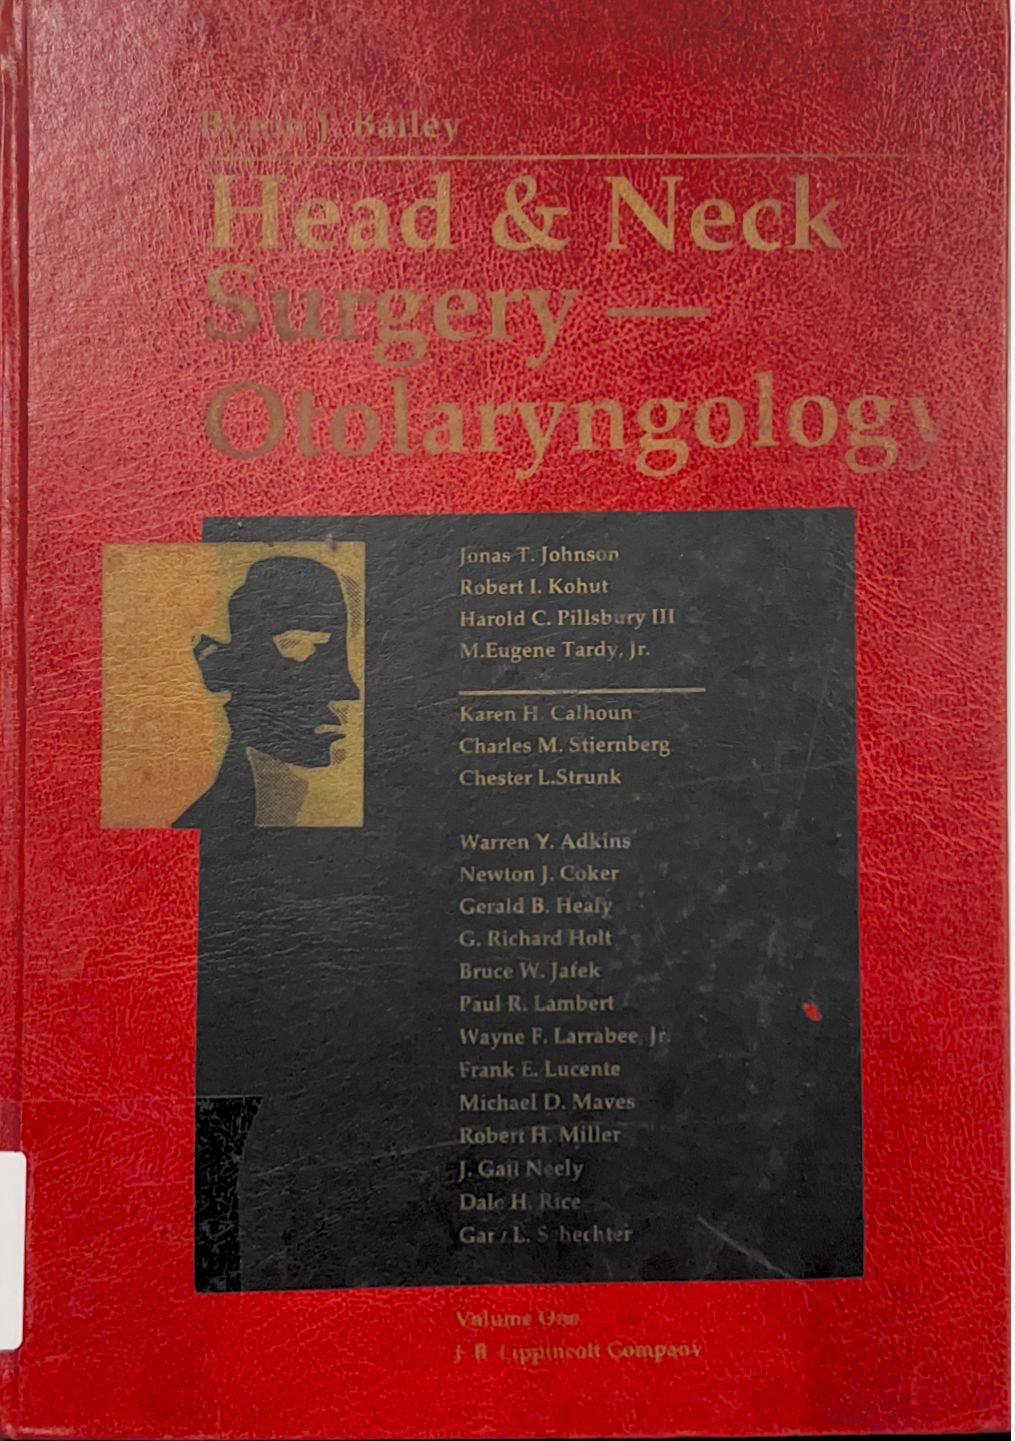 Byron J. Bailey
Head & Neck
Surgery —
Otolaryngology
Jonas T. Johnson
Robert I. Kohut
Harold C. Pillsbury III
M.Eugene Tardy, Jr.
Karen H. Calhoun
Charles M. Stiernberg
Chester L.Strunk
Warren Y. Adkins
Newton J. Coker
Gerald B. Healy
G. Richard Holt
Bruce W. Jafek
Paul R. Lambert
Wayne F. Larrabee, Jr.
Frank E. Lucente
Michael D. Maves
Robert H. Miller
J. Gail Neely
Dale H. Rice
Gary L. Schechter
Volume One
J. B. Lippincott Company